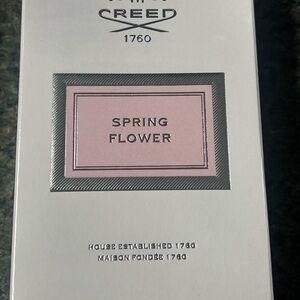 CREED
1760
SPRING
FLOWER
HOUSE ESTABLISHED 1760
MAISON FONDÉE 1760